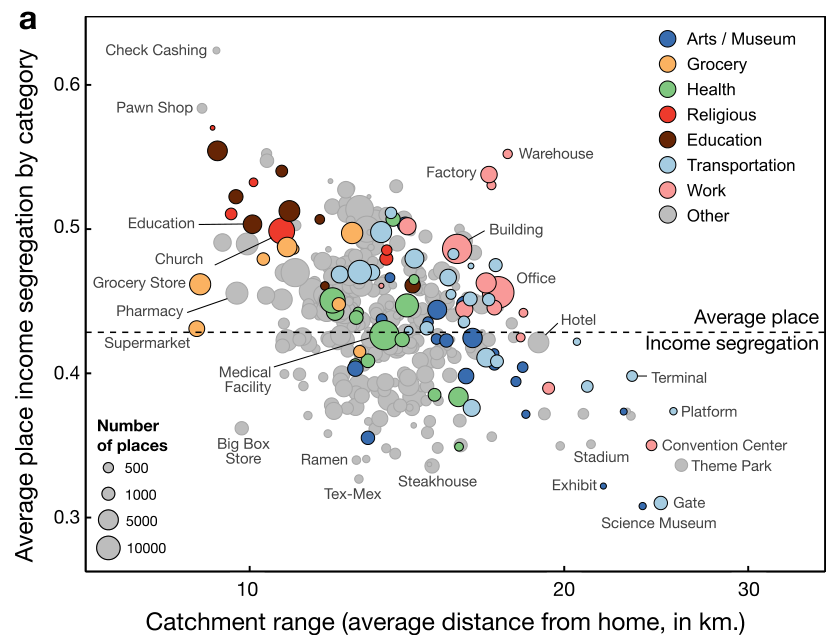 a
Average place income segregation by category
0.6
0.5
0.4
0.3
10
20
30
Catchment range (average distance from home, in km.)
Arts / Museum
Grocery
Health
Religious
Education
Transportation
Work
Other
Check Cashing
Pawn Shop
Warehouse
Factory
Education
Building
Church
Grocery Store
Office
Pharmacy
Hotel
Average place
Supermarket
Income segregation
Medical
Facility
Terminal
Platform
Number
of places
500
1000
5000
10000
Big Box
Store
Ramen
Tex-Mex
Steakhouse
Convention Center
Stadium
Theme Park
Exhibit
Gate
Science Museum